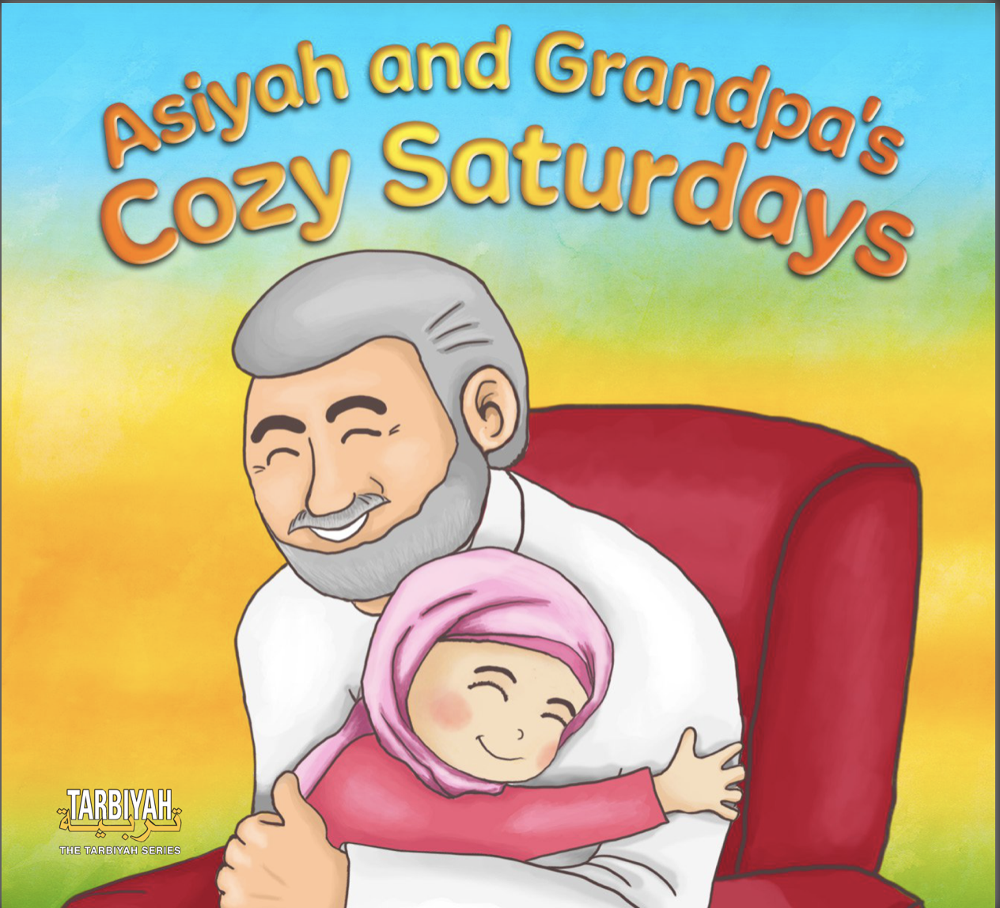 Asiyah and Grandpa's
Cozy Saturdays
TARBIYAH
تربية
THE TARBIYAH SERIES